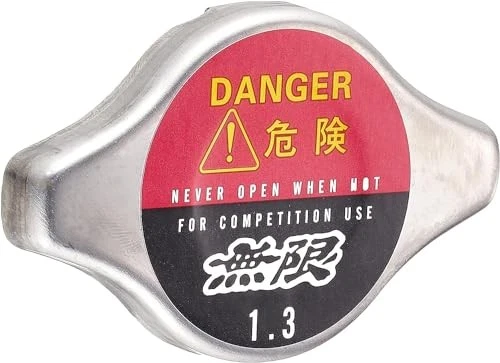 DANGER
危険
NEVER OPEN WHEN HOT
FOR COMPETITION USE
無限
1.3